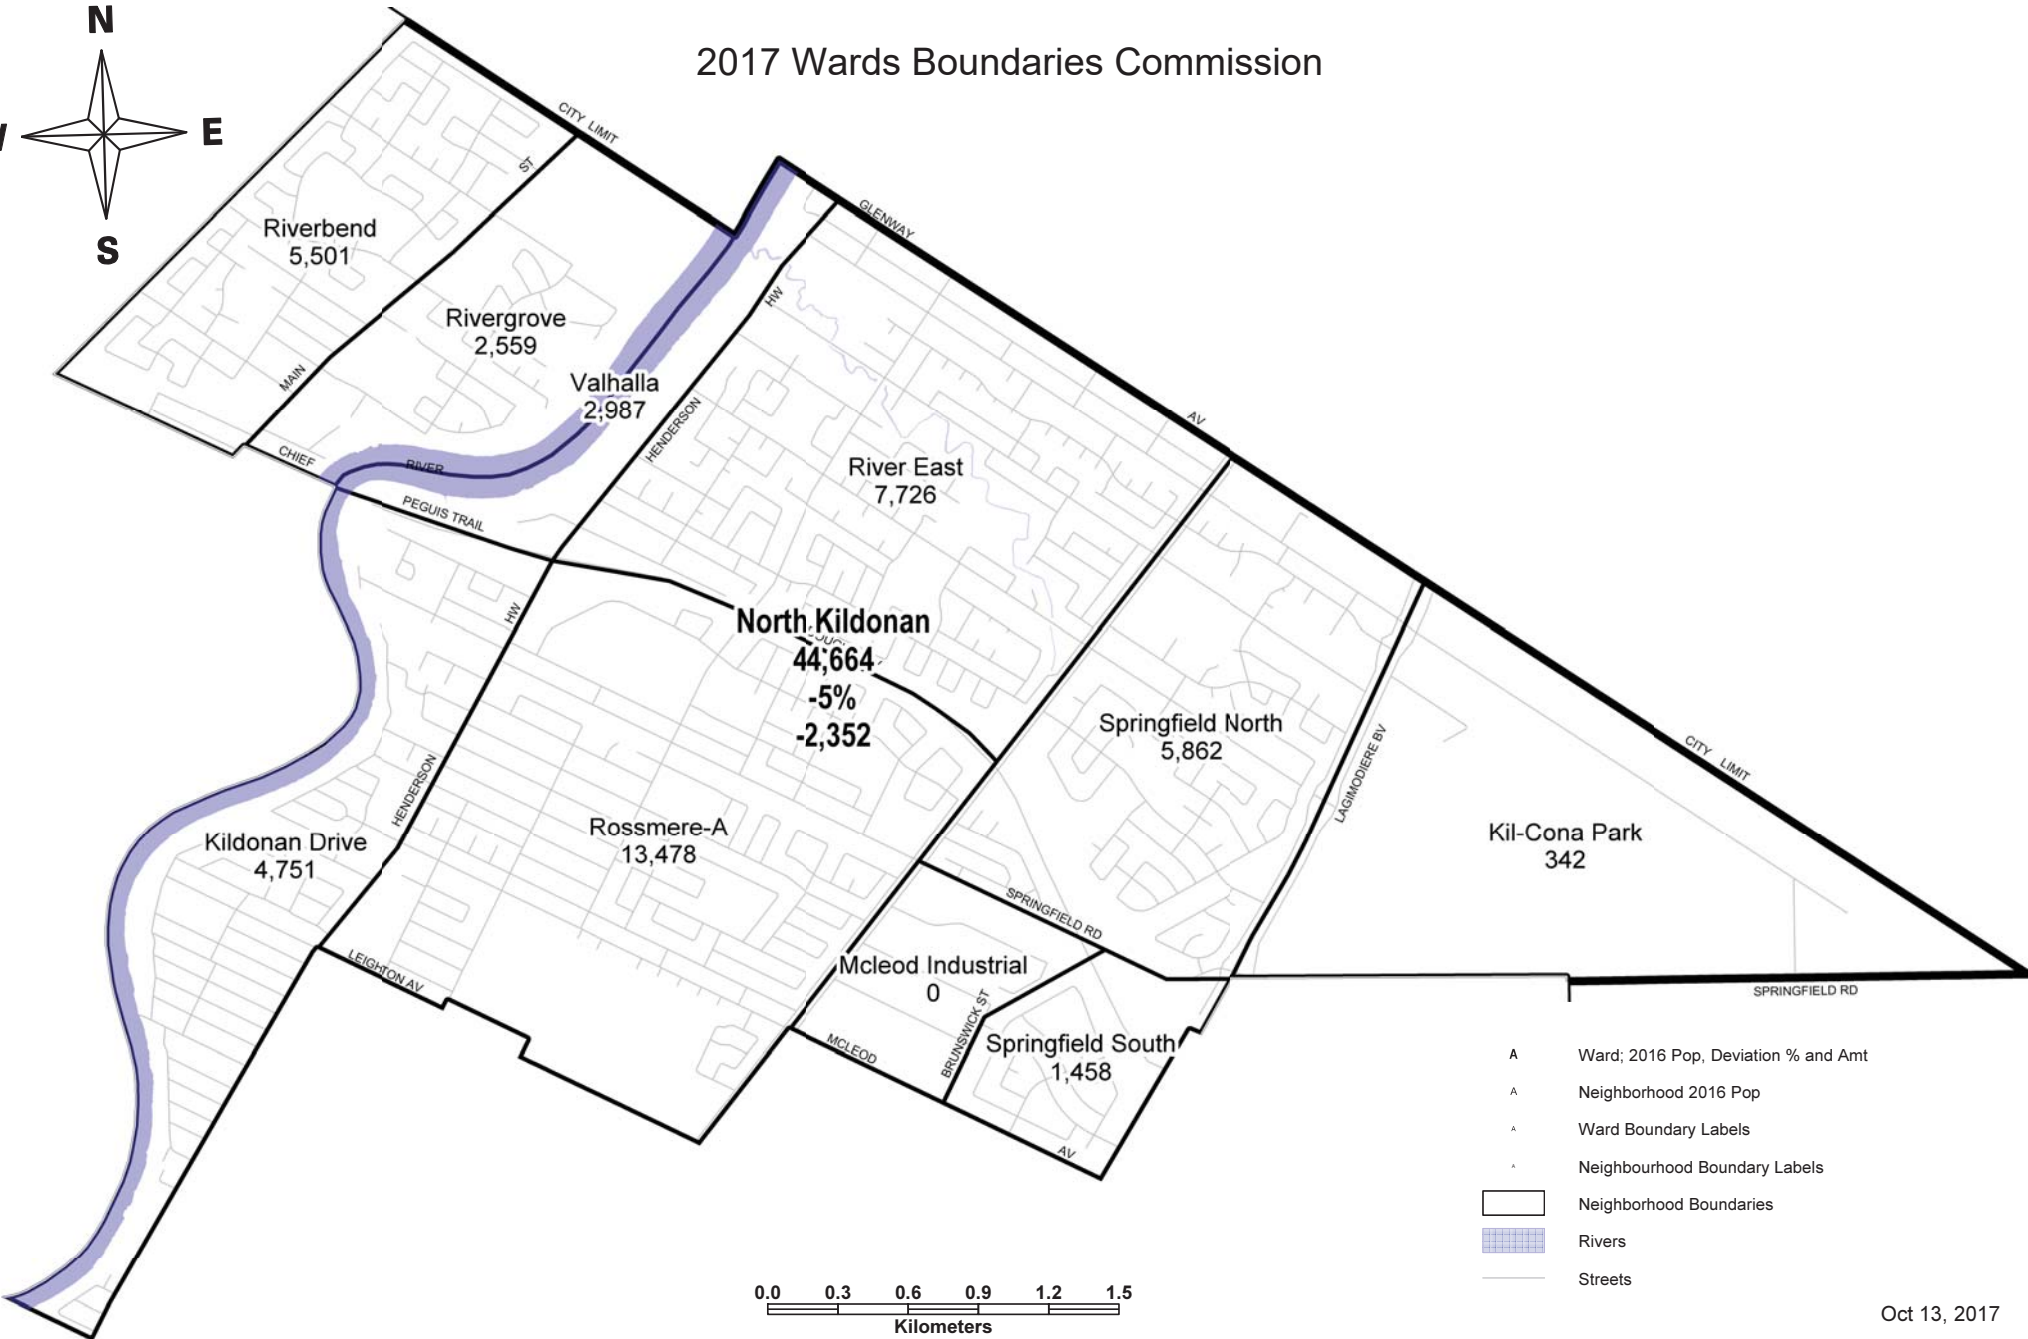 N
E
S
2017 Wards Boundaries Commission
CITY LIMIT
ST
GLENWAY
Riverbend
5,501
HW
Rivergrove
2,559
MAIN
Valhalla
2,987
HENDERSON
AV
CHIEF
RIVER
River East
7,726
PEGUIS TRAIL
HW
North Kildonan
44,664
-5%
-2,352
Springfield North
5,862
LAGIMODIERE BV
CITY LIMIT
HENDERSON
Kildonan Drive
4,751
Rossmere-A
13,478
Kil-Cona Park
342
SPRINGFIELD RD
LEIGHTON AV
Mcleod Industrial
0
SPRINGFIELD RD
BRUNSWICK ST
MCLEOD
Springfield South
1,458
AV
A Ward; 2016 Pop, Deviation % and Amt
A Neighborhood 2016 Pop
A Ward Boundary Labels
A Neighbourhood Boundary Labels
Neighborhood Boundaries
Rivers
Streets
0.0 0.3 0.6 0.9 1.2 1.5
Kilometers
Oct 13, 2017